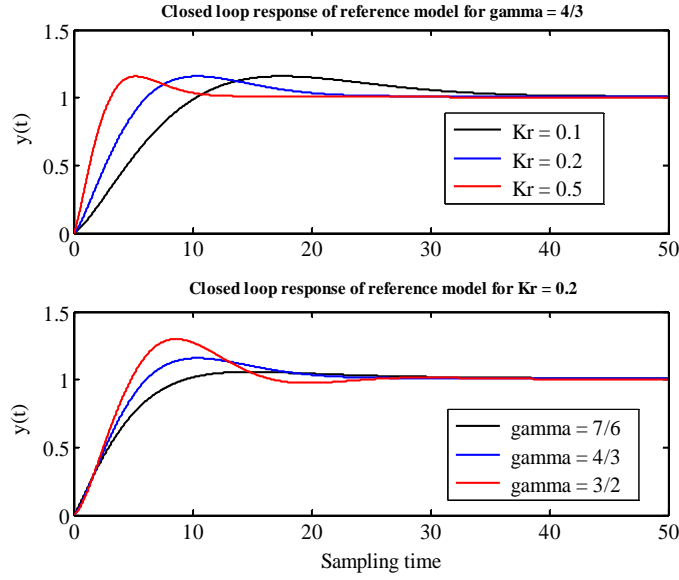 Closed loop response of reference model for gamma = 4/3
1.5
1
0.5
0
y(t)
Kr = 0.1
Kr = 0.2
Kr = 0.5
0 10 20 30 40 50
Closed loop response of reference model for Kr = 0.2
1.5
1
0.5
0
y(t)
gamma = 7/6
gamma = 4/3
gamma = 3/2
0 10 20 30 40 50
Sampling time